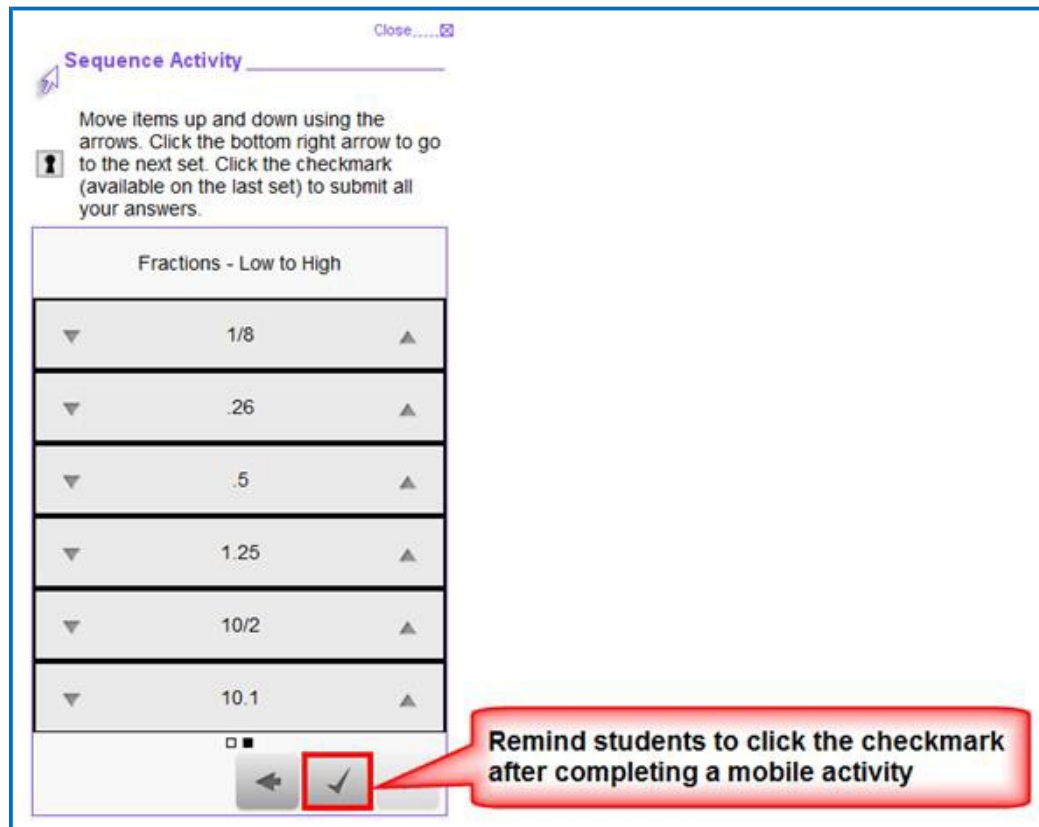 Close.....☒
Sequence Activity
Move items up and down using the
arrows. Click the bottom right arrow to go
to the next set. Click the checkmark
(available on the last set) to submit all
your answers.
Fractions - Low to High
1/8
.26
.5
1.25
10/2
10.1
Remind students to click the checkmark
after completing a mobile activity